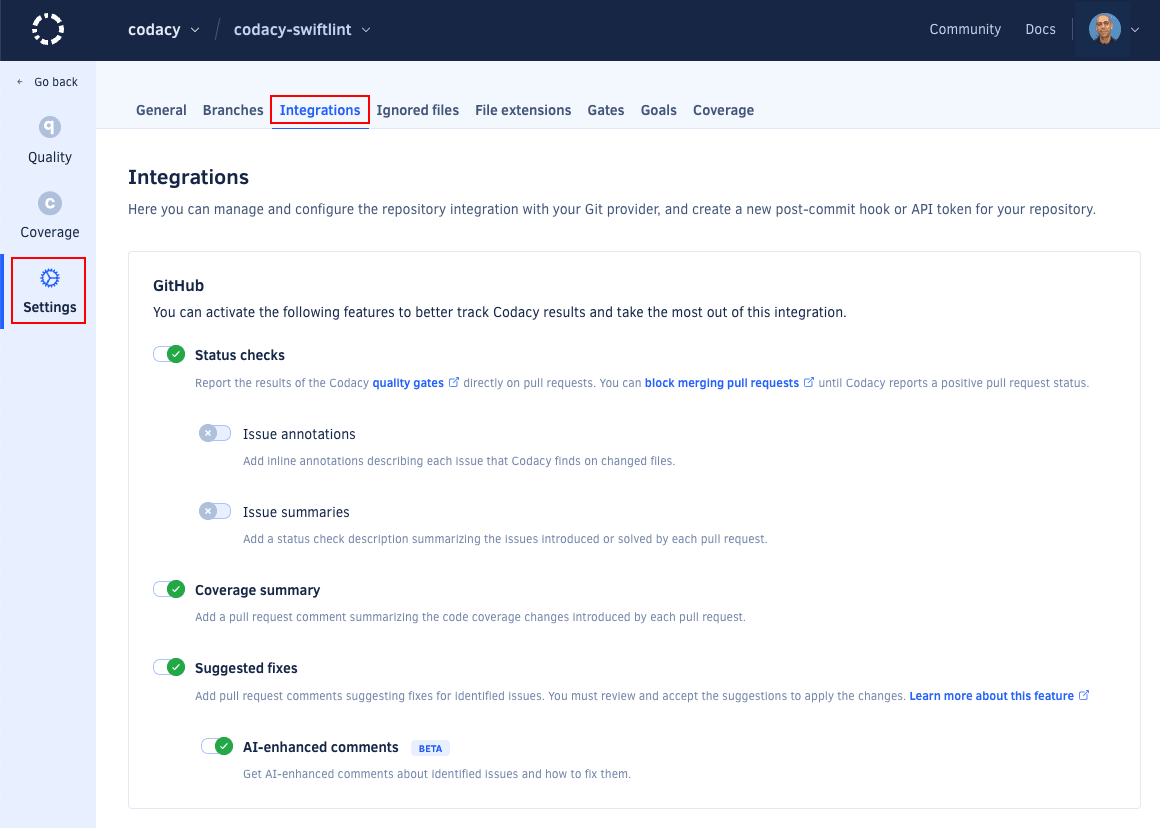 codacy codacy-swiftlint Community Docs
Go back
q
Quality
c
Coverage
Settings
General Branches Integrations Ignored files File extensions Gates Goals Coverage
Integrations
Here you can manage and configure the repository integration with your Git provider, and create a new post-commit hook or API token for your repository.
GitHub
You can activate the following features to better track Codacy results and take the most out of this integration.
Status checks
Report the results of the Codacy quality gates directly on pull requests. You can block merging pull requests until Codacy reports a positive pull request status.
Issue annotations
Add inline annotations describing each issue that Codacy finds on changed files.
Issue summaries
Add a status check description summarizing the issues introduced or solved by each pull request.
Coverage summary
Add a pull request comment summarizing the code coverage changes introduced by each pull request.
Suggested fixes
Add pull request comments suggesting fixes for identified issues. You must review and accept the suggestions to apply the changes. Learn more about this feature
AI-enhanced comments BETA
Get AI-enhanced comments about identified issues and how to fix them.